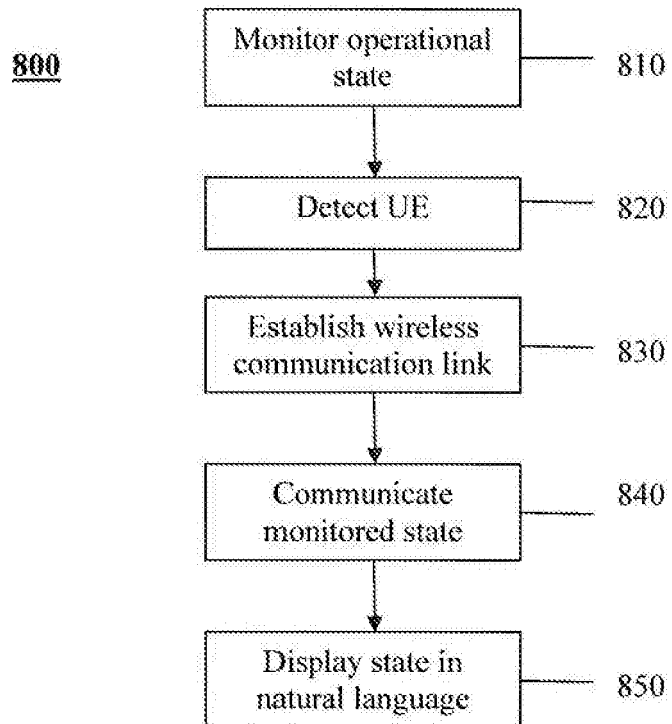 800
Monitor operational
state
810
Detect UE
820
Establish wireless
communication link
830
Communicate
monitored state
840
Display state in
natural language
850